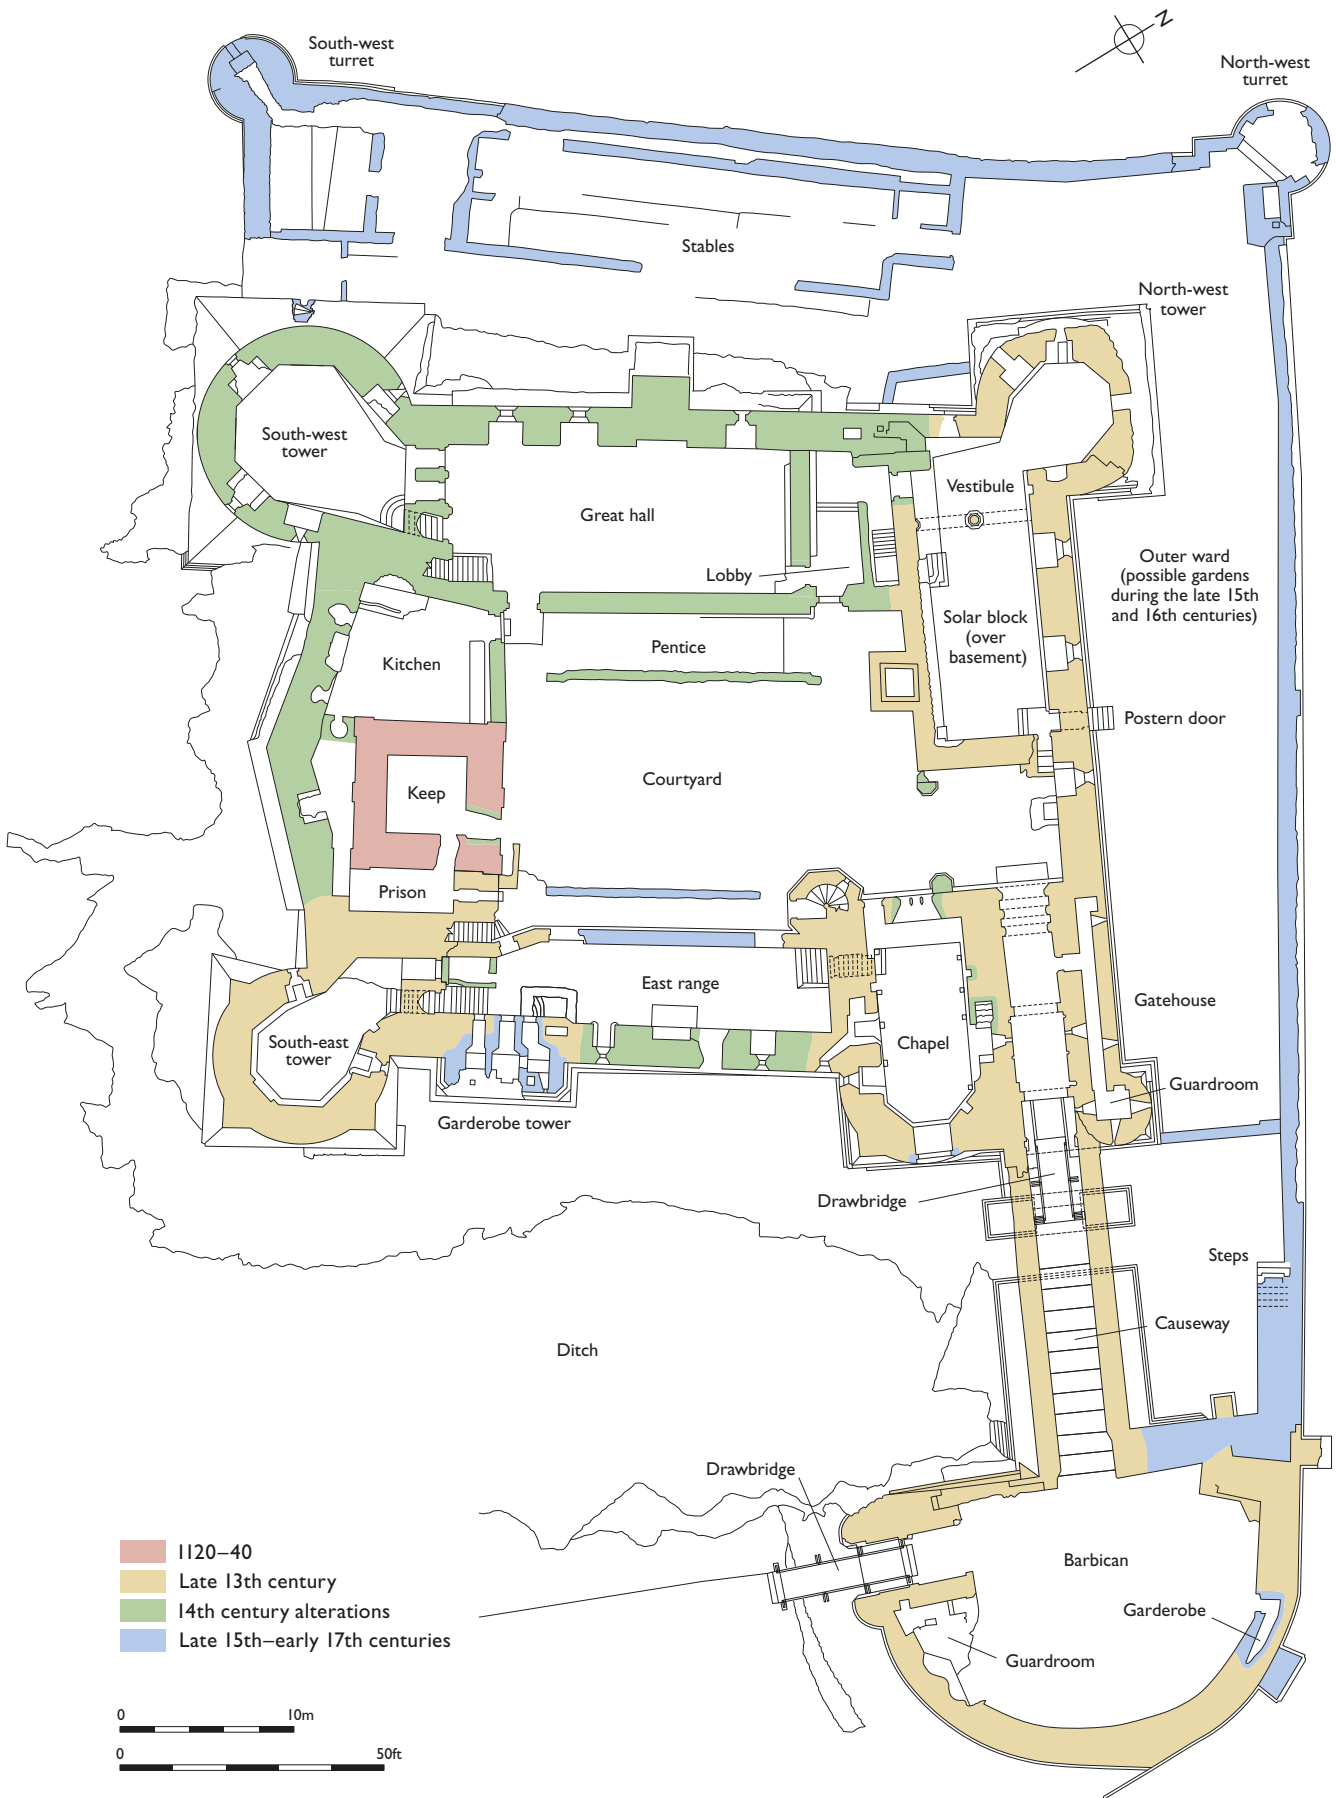 N
South-west
turret
North-west
turret
Stables
North-west
tower
South-west
tower
Vestibule
Great hall
Outer ward
(possible gardens
during the late 15th
and 16th centuries)
Lobby
Solar block
(over
basement)
Pentice
Kitchen
Postern door
Courtyard
Keep
Prison
East range
Gatehouse
South-east
tower
Chapel
Guardroom
Garderobe tower
Drawbridge
Steps
Causeway
Ditch
Drawbridge
Barbican
Garderobe
Guardroom
1120–40
Late 13th century
14th century alterations
Late 15th–early 17th centuries
0 10m
0 50ft